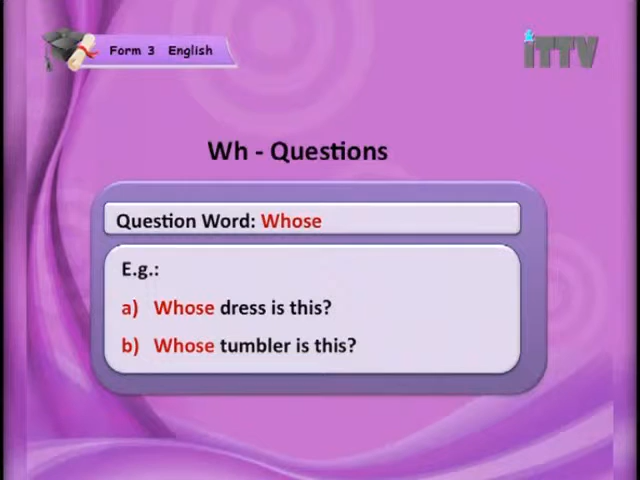 Form 3 English
iTTV
Wh - Questions
Question Word: Whose
E.g.:
a) Whose dress is this?
b) Whose tumbler is this?